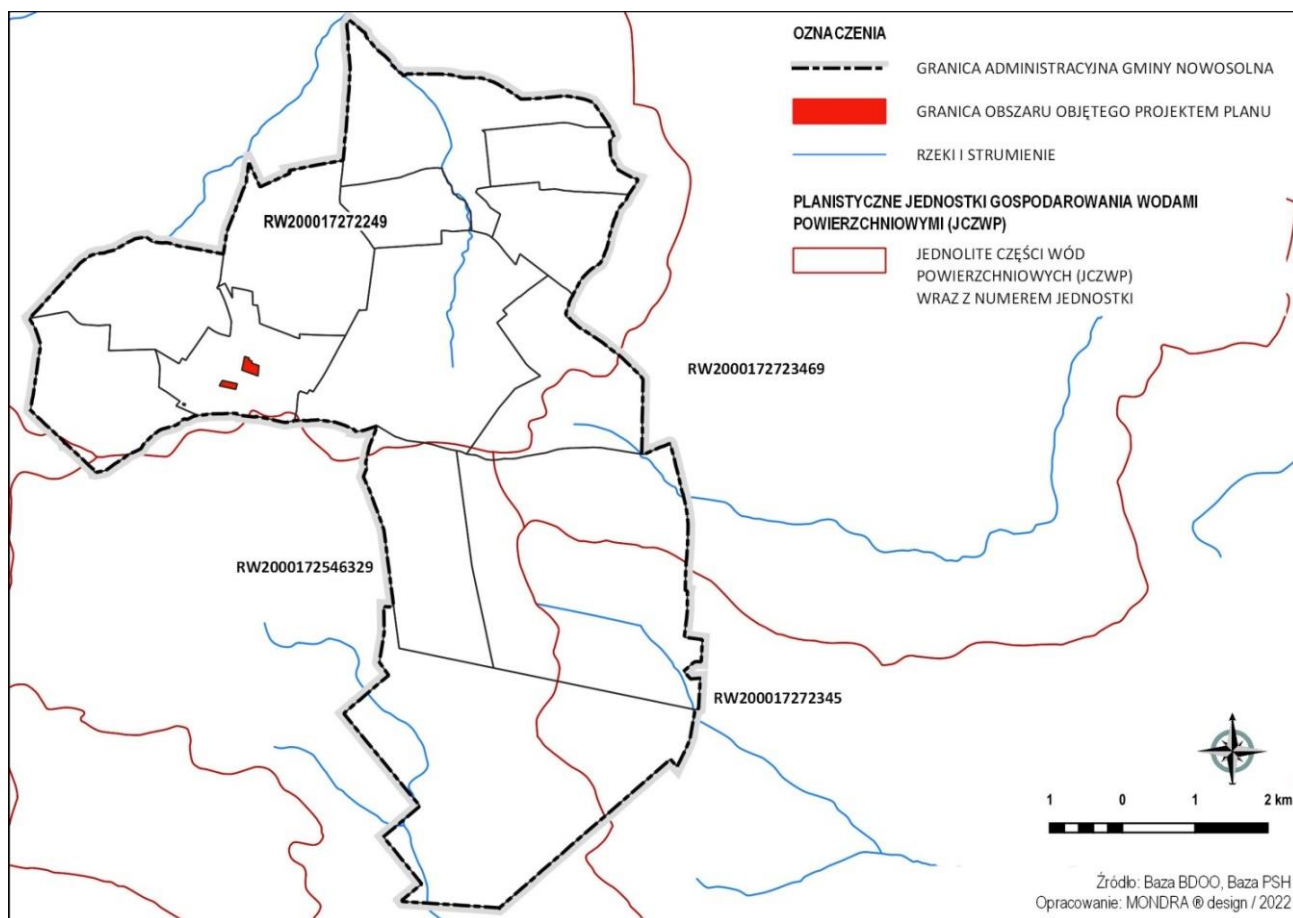 OZNACZENIA
GRANICA ADMINISTRACYJNA GMINY NOWOSOLNA
GRANICA OBSZARU OBJĘTEGO PROJEKTEM PLANU
RZEKI I STRUMIENIE
PLANISTYCZNE JEDNOSTKI GOSPODAROWANIA WODAMI
POWIERZCHNIOWYMI (JCZWP)
JEDNOLITE CZĘŚCI WÓD
POWIERZCHNIOWYCH (JCZWP)
WRAZ Z NUMEREM JEDNOSTKI
RW200017272249
RW2000172723469
RW2000172546329
RW200017272345
1 0 1 2 km
Źródło: Baza BDOO, Baza PSH
Opracowanie: MONDRA ® design / 2022